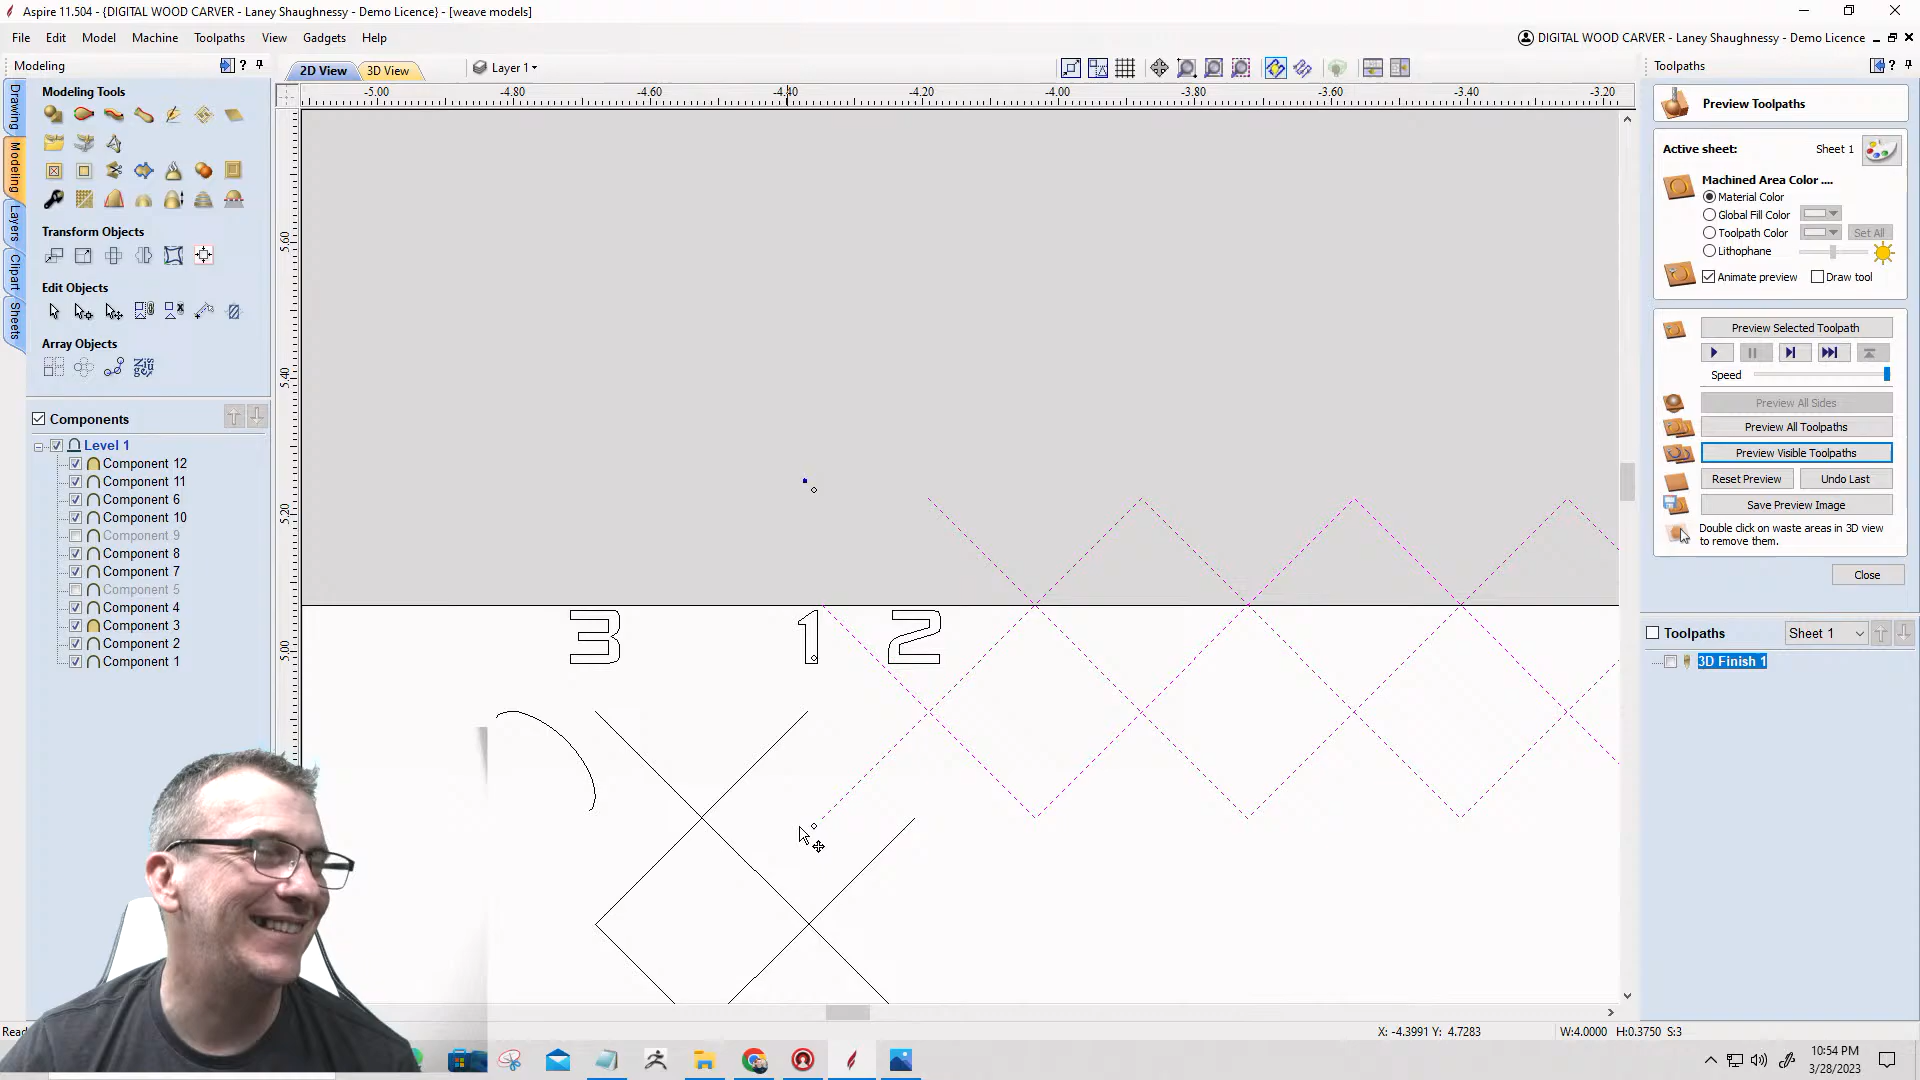 Aspire 11.504 - {DIGITAL WOOD CARVER - Laney Shaughnessy - Demo Licence} - [weave models]
File Edit Model Machine Toolpaths View Gadgets Help
DIGITAL WOOD CARVER - Laney Shaughnessy - Demo Licence
Modeling
2D View 3D View Layer 1
Toolpaths
-5.00 -4.80 -4.60 -4.40 -4.20 -4.00 -3.80 -3.60 -3.40 -3.20
5.60
5.40
5.20
5.00
Drawing
Modeling
Layers
Clipart
Sheets
Modeling Tools
Transform Objects
Edit Objects
Array Objects
Components
Level 1
Component 12
Component 11
Component 6
Component 10
Component 9
Component 8
Component 7
Component 5
Component 4
Component 3
Component 2
Component 1
3 1 2
Preview Toolpaths
Active sheet: Sheet 1
Machined Area Color ....
Material Color
Global Fill Color
Toolpath Color Set All
Lithophane
Animate preview Draw tool
Preview Selected Toolpath
Speed
Preview All Sides
Preview All Toolpaths
Preview Visible Toolpaths
Reset Preview Undo Last
Save Preview Image
Double click on waste areas in 3D view
to remove them.
Close
Toolpaths Sheet 1
3D Finish 1
X: -4.3991 Y: 4.7283 W:4.0000 H:0.3750 S:3
10:54 PM
3/28/2023